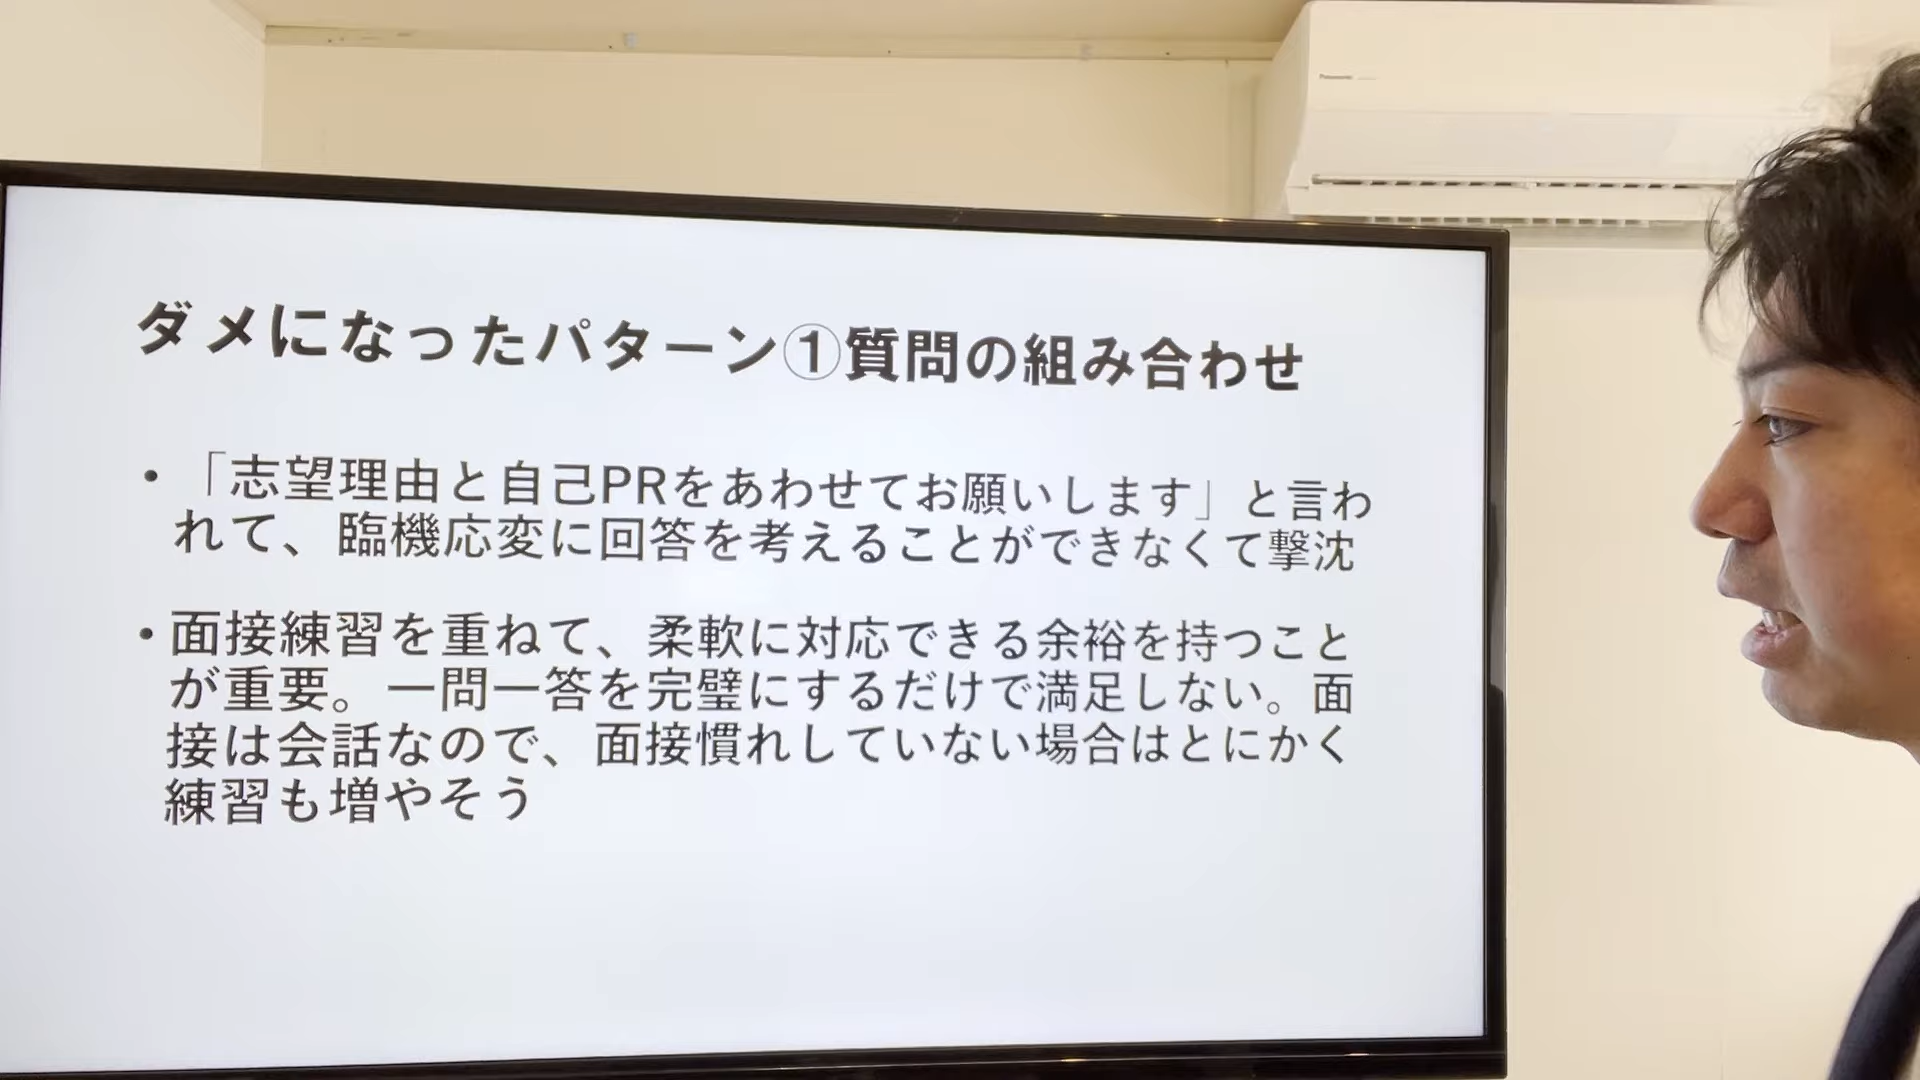 Panasonic
ダメになったパターン①質問の組み合わせ
・「志望理由と自己PRをあわせてお願いします」と言わ
れて、臨機応変に回答を考えることができなくて撃沈
・面接練習を重ねて、柔軟に対応できる余裕を持つこと
が重要。一問一答を完璧にするだけで満足しない。面
接は会話なので、面接慣れしていない場合はとにかく
練習も増やそう